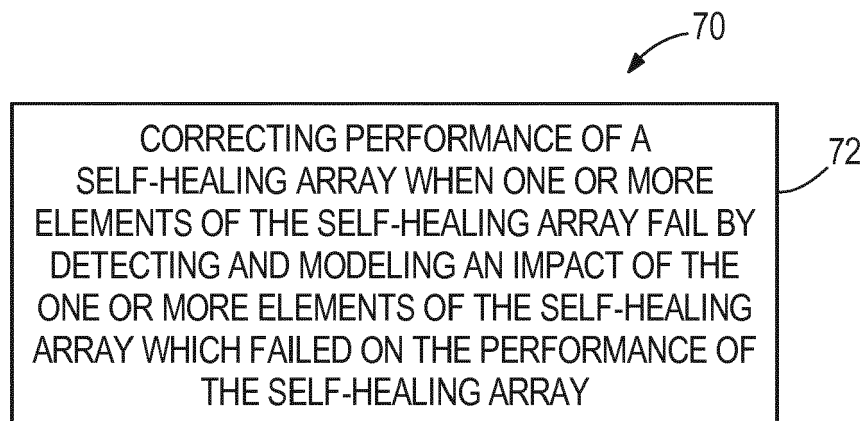 70
72
CORRECTING PERFORMANCE OF A
SELF-HEALING ARRAY WHEN ONE OR MORE
ELEMENTS OF THE SELF-HEALING ARRAY FAIL BY
DETECTING AND MODELING AN IMPACT OF THE
ONE OR MORE ELEMENTS OF THE SELF-HEALING
ARRAY WHICH FAILED ON THE PERFORMANCE OF
THE SELF-HEALING ARRAY